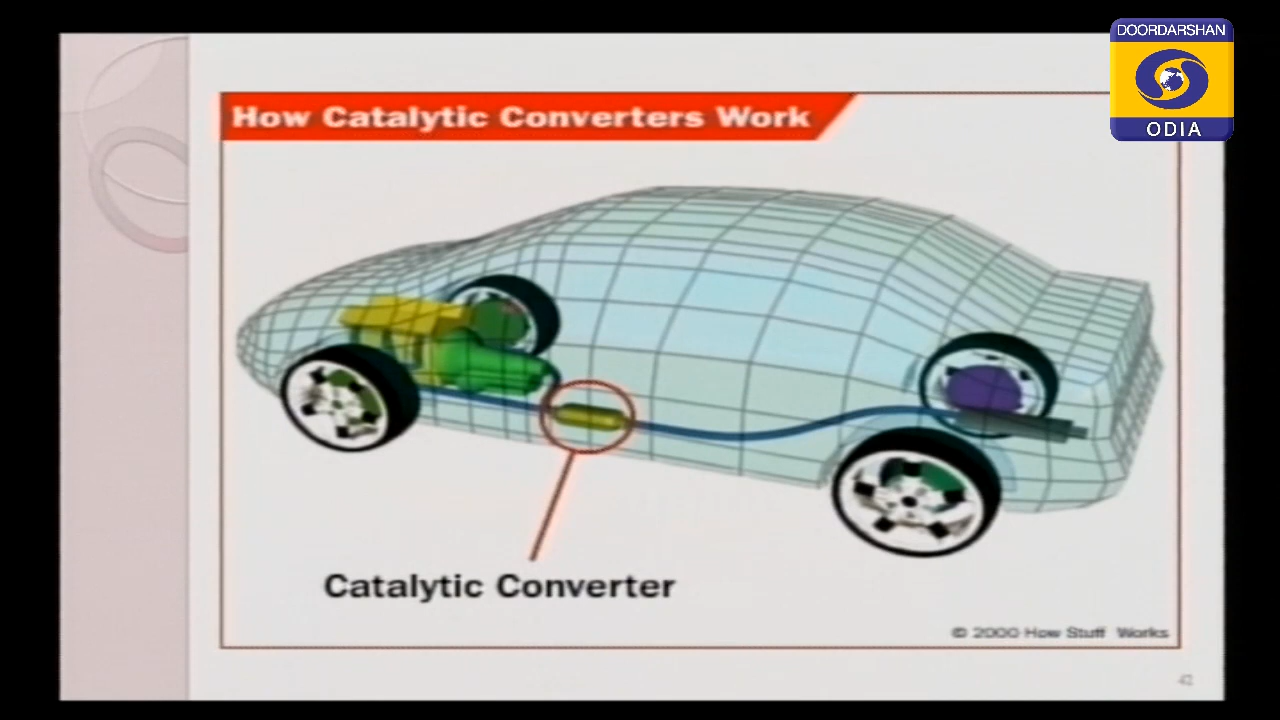 DOORDARSHAN
ODIA
How Catalytic Converters Work
Catalytic Converter
© 2000 How Stuff Works